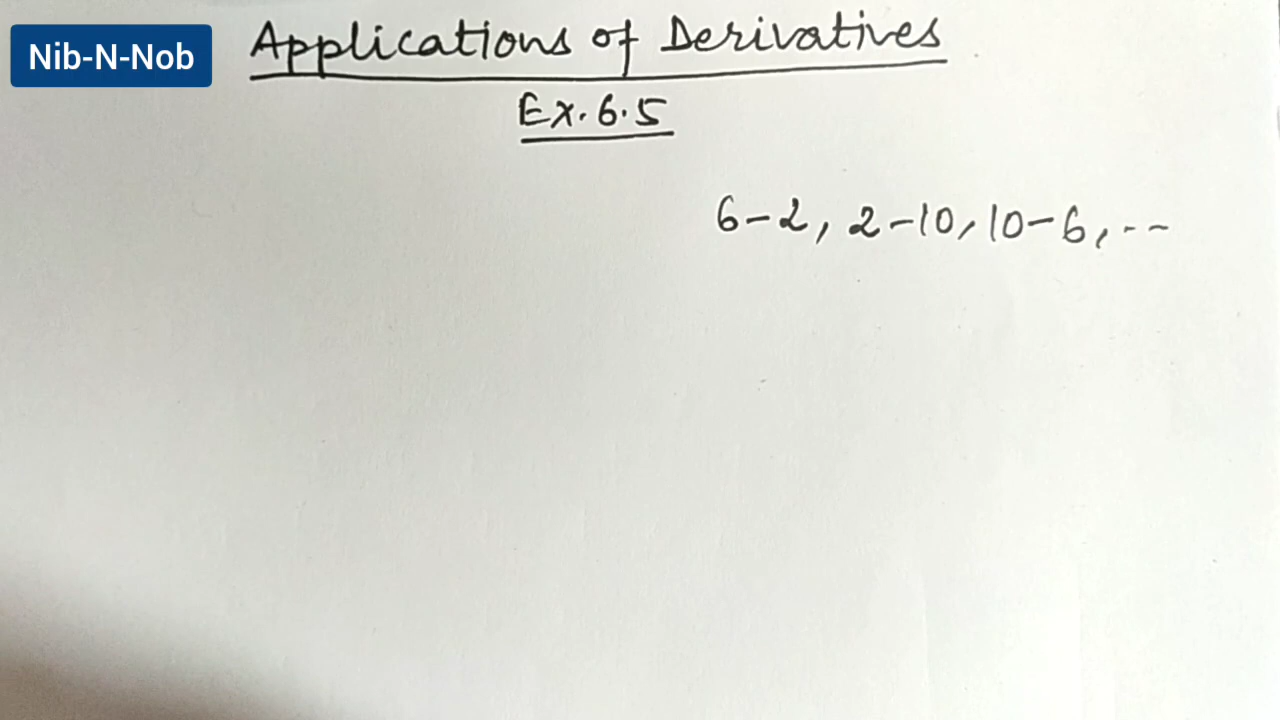 Nib-N-Nob
Applications of Derivatives
Ex. 6.5
6-2, 2-10, 10-6, --